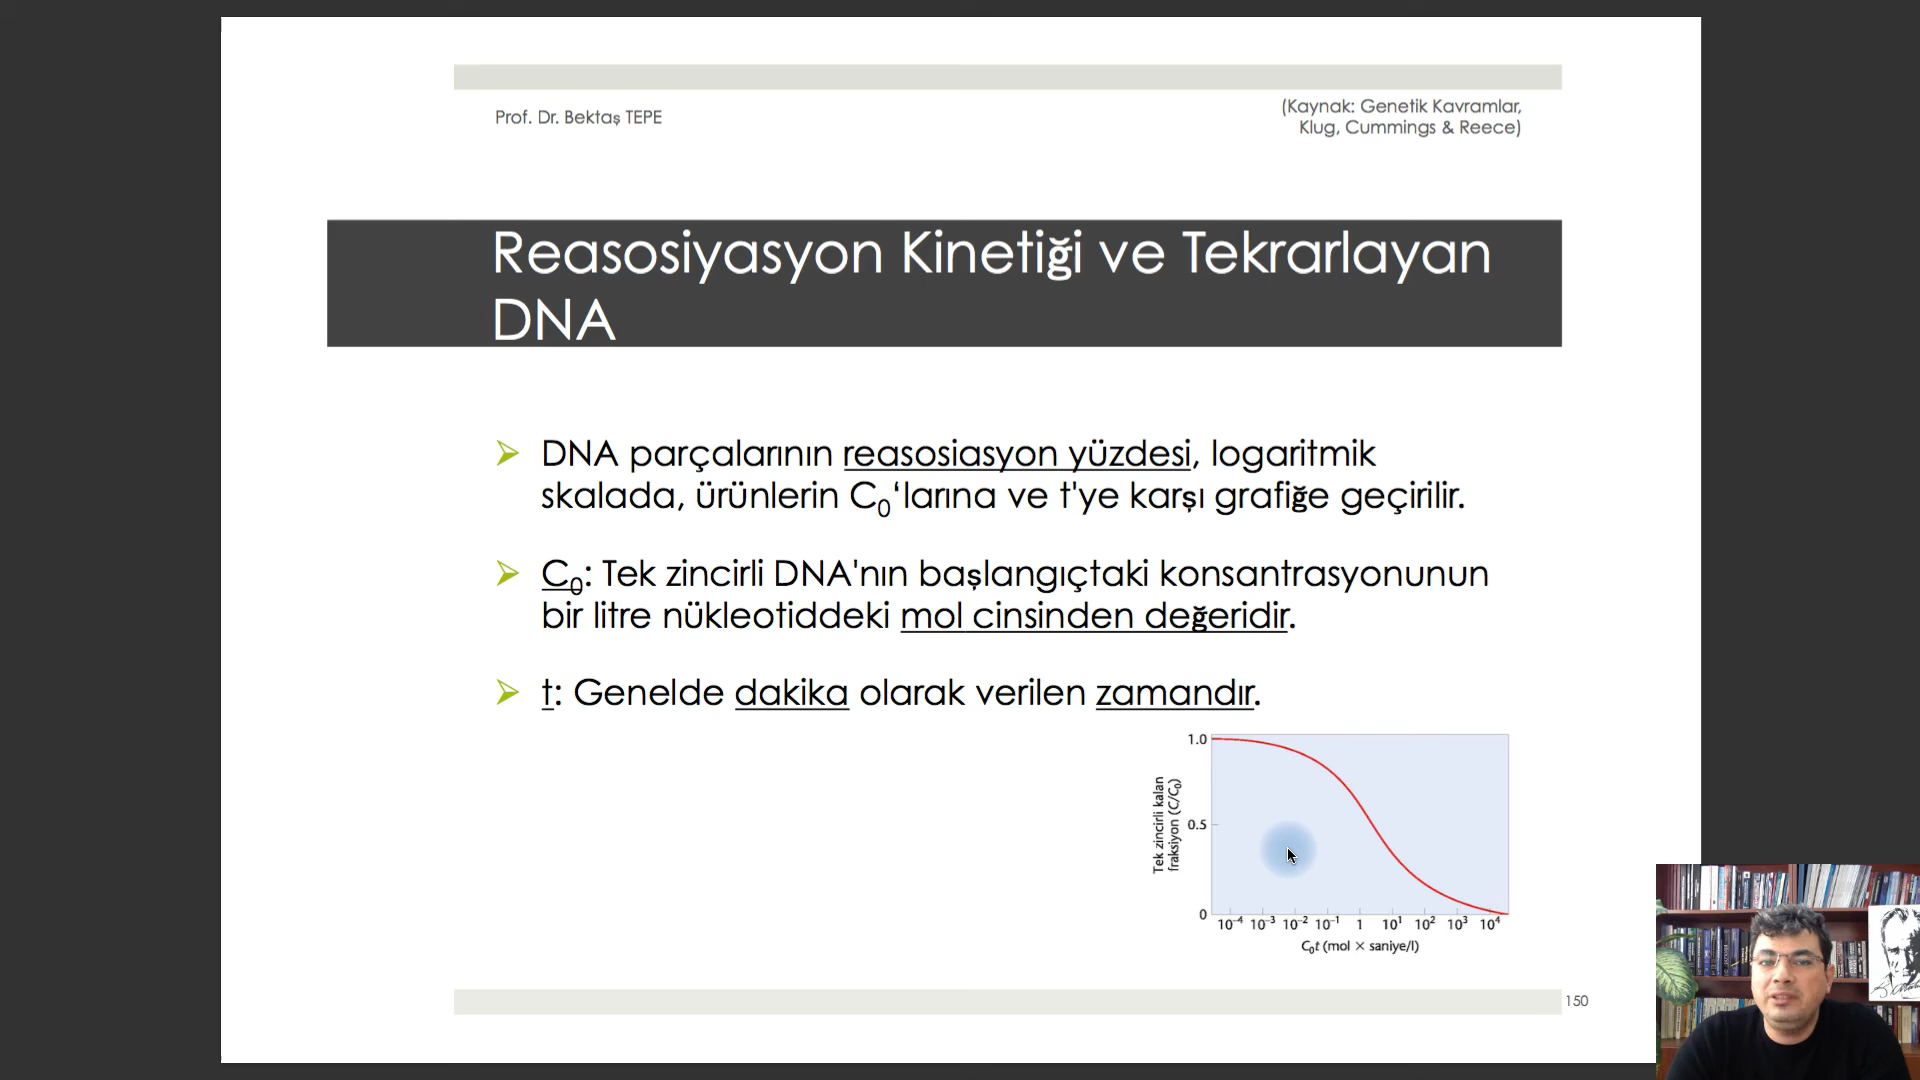 Prof. Dr. Bektaş TEPE
(Kaynak: Genetik Kavramlar,
Klug, Cummings & Reece)
Reasosiyasyon Kinetiği ve Tekrarlayan
DNA
DNA parçalarının reasosiasyon yüzdesi, logaritmik
skalada, ürünlerin C₀‘larına ve t'ye karşı grafiğe geçirilir.
C₀: Tek zincirli DNA'nın başlangıçtaki konsantrasyonunun
bir litre nükleotiddeki mol cinsinden değeridir.
t: Genelde dakika olarak verilen zamandır.
1.0
0.5
0
Tek zincirli kalan
fraksiyon (C/C₀)
10⁻⁴ 10⁻³ 10⁻² 10⁻¹ 1 10¹ 10² 10³ 10⁴
C₀t (mol × saniye/l)
150